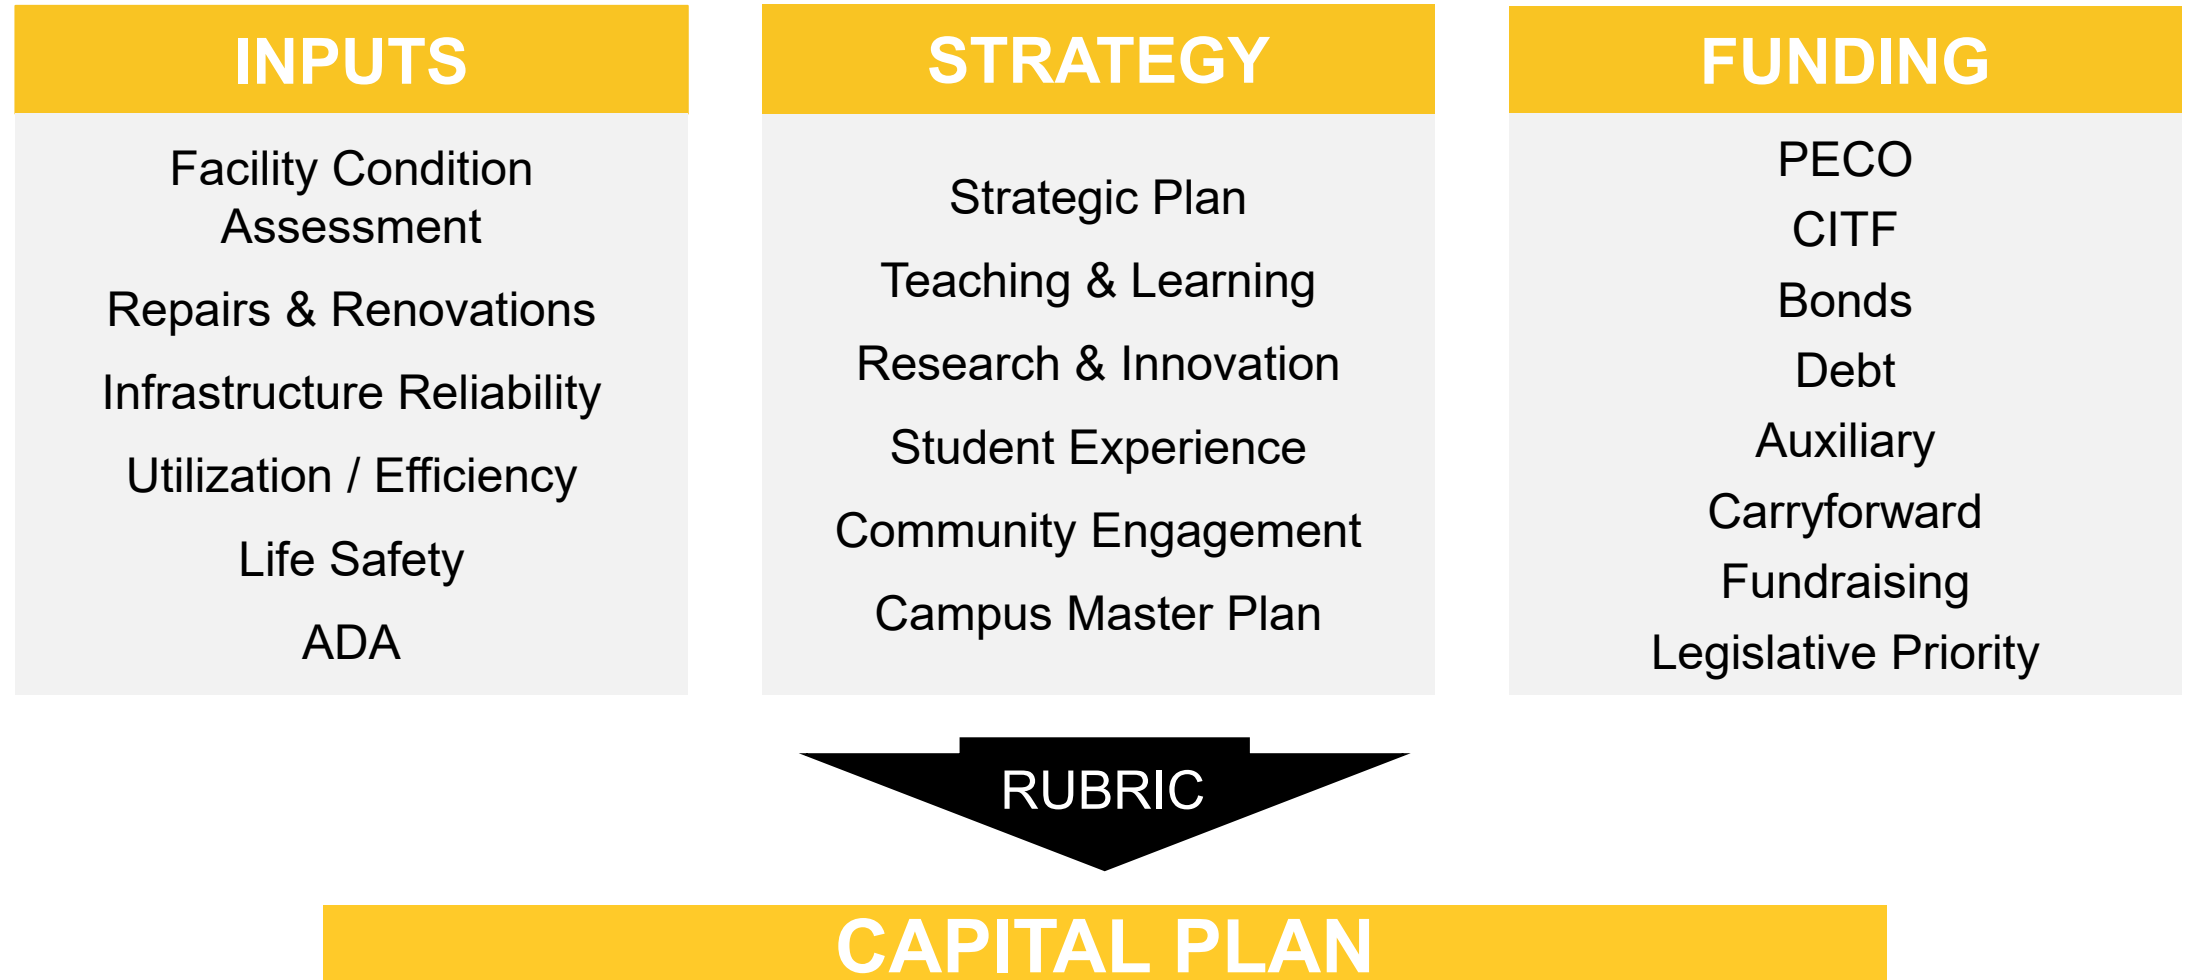 INPUTS
Facility Condition
Assessment
Repairs & Renovations
Infrastructure Reliability
Utilization / Efficiency
Life Safety
ADA
STRATEGY
Strategic Plan
Teaching & Learning
Research & Innovation
Student Experience
Community Engagement
Campus Master Plan
FUNDING
PECO
CITF
Bonds
Debt
Auxiliary
Carryforward
Fundraising
Legislative Priority
RUBRIC
CAPITAL PLAN